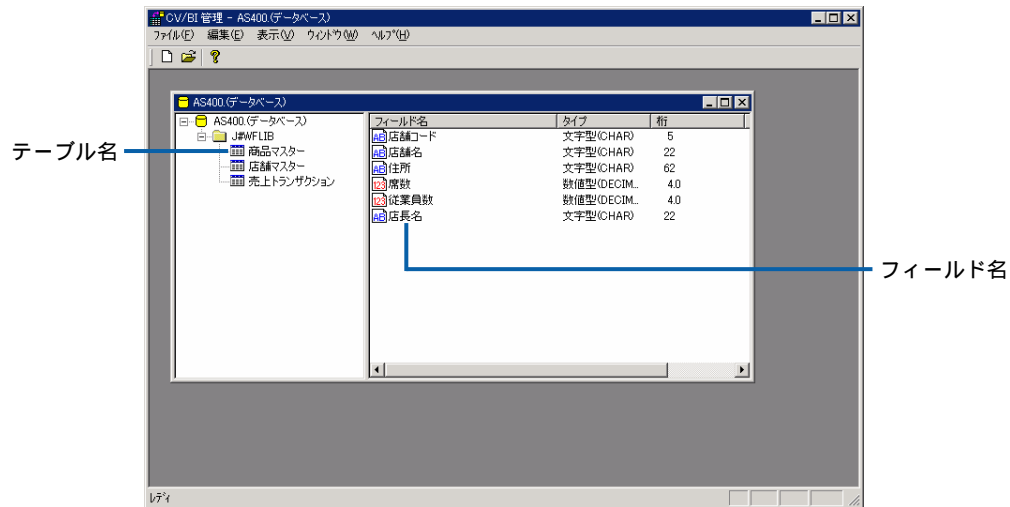 CV/BI 管理 - AS400.(データベース)
ファイル(F) 編集(E) 表示(V) ウィンドウ(W) ヘルプ(H)
AS400.(データベース)
AS400.(データベース)
J#WFLIB
商品マスター
店舗マスター
売上トランザクション
フィールド名 タイプ 桁
AB 店舗コード 文字型(CHAR) 5
AB 店舗名 文字型(CHAR) 22
AB 住所 文字型(CHAR) 62
123 席数 数値型(DECIM... 4.0
123 従業員数 数値型(DECIM... 4.0
AB 店長名 文字型(CHAR) 22
テーブル名
フィールド名
レディ